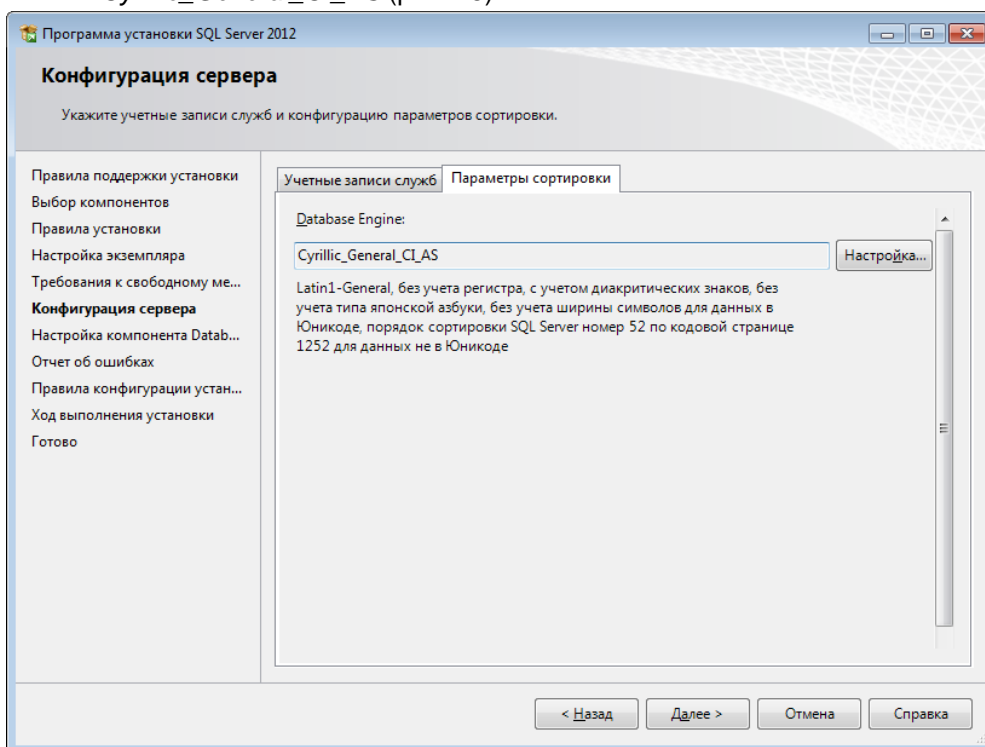 Программа установки SQL Server 2012
Конфигурация сервера
Укажите учетные записи служб и конфигурацию параметров сортировки.
Правила поддержки установки
Выбор компонентов
Правила установки
Настройка экземпляра
Требования к свободному ме...
Конфигурация сервера
Настройка компонента Datab...
Отчет об ошибках
Правила конфигурации устан...
Ход выполнения установки
Готово
Учетные записи служб
Параметры сортировки
Database Engine:
Cyrillic_General_CI_AS
Настройка...
Latin1-General, без учета регистра, с учетом диакритических знаков, без
учета типа японской азбуки, без учета ширины символов для данных в
Юникоде, порядок сортировки SQL Server номер 52 по кодовой странице
1252 для данных не в Юникоде
< Назад
Далее >
Отмена
Справка